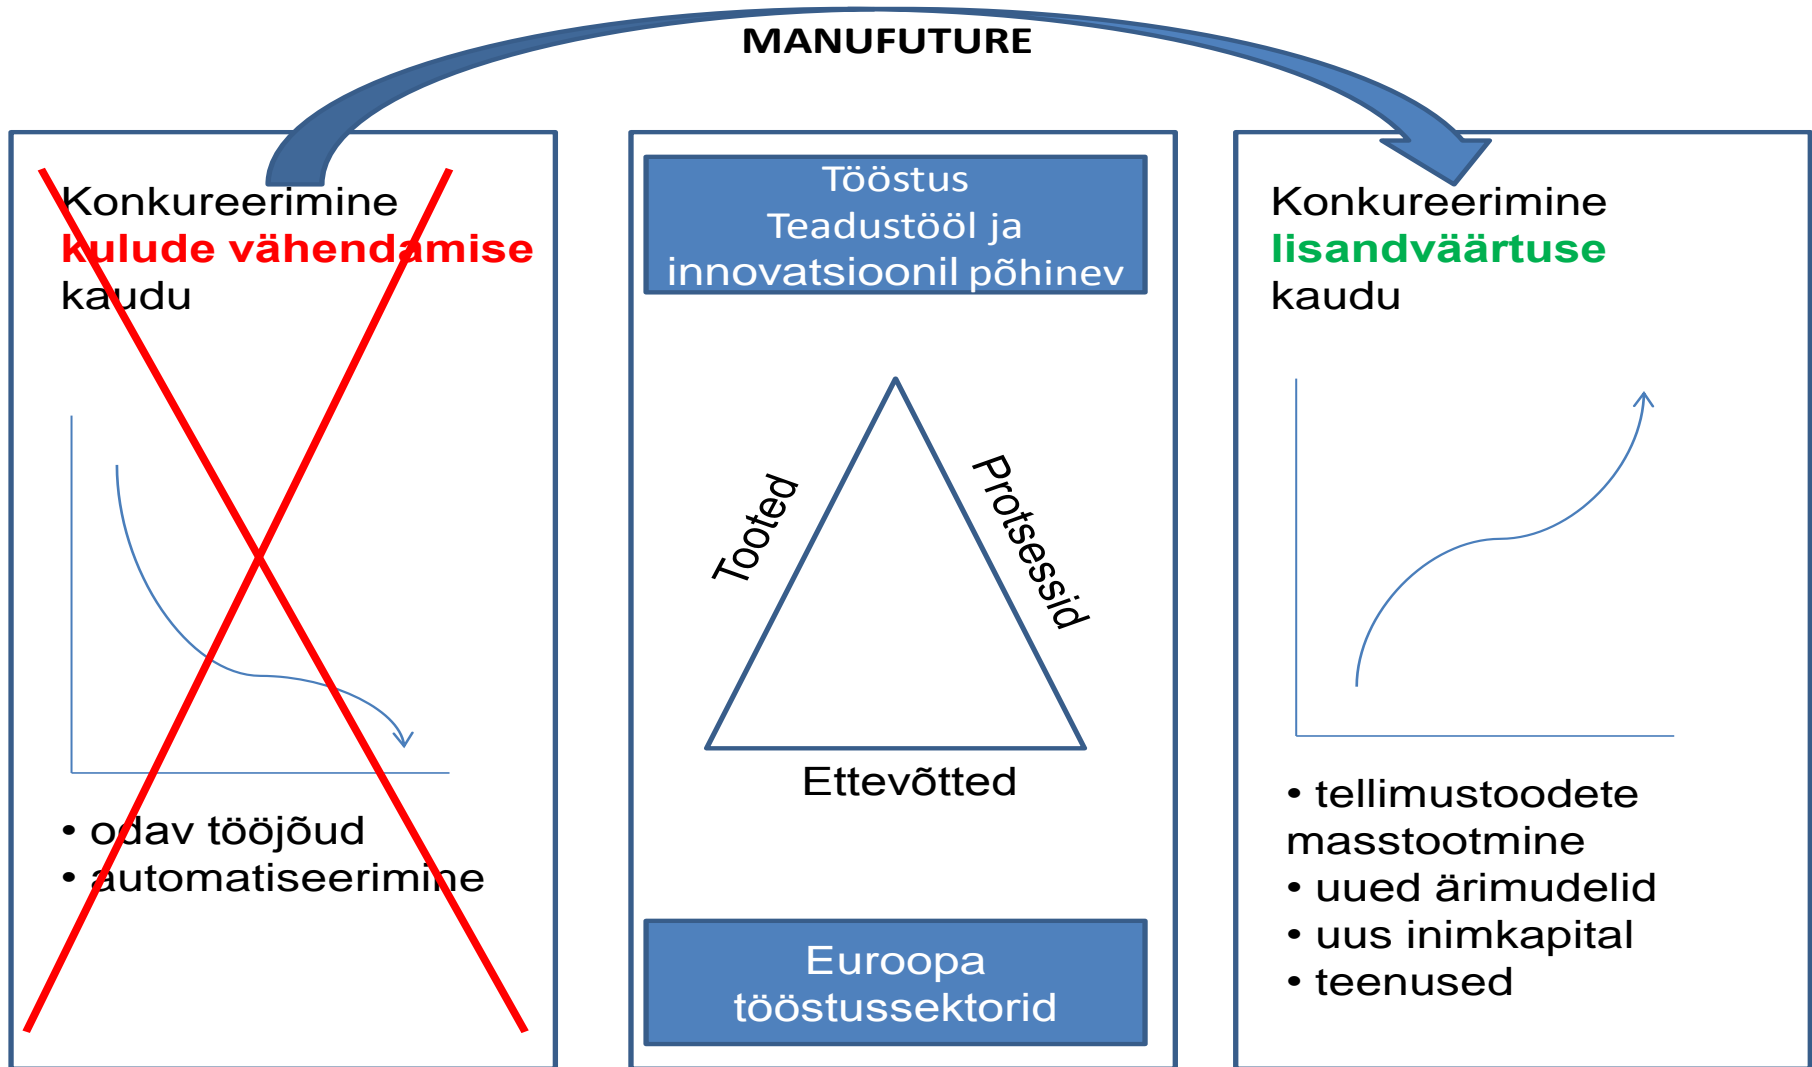 MANUFUTURE
Konkureerimine
kulude vähendamise
kaudu
• odav tööjõud
• automatiseerimine
Tööstus
Teadustööl ja
innovatsioonil põhinev
Tooted
Protsessid
Ettevõtted
Euroopa
tööstussektorid
Konkureerimine
lisandväärtuse
kaudu
• tellimustoodete
masstootmine
• uued ärimudelid
• uus inimkapital
• teenused